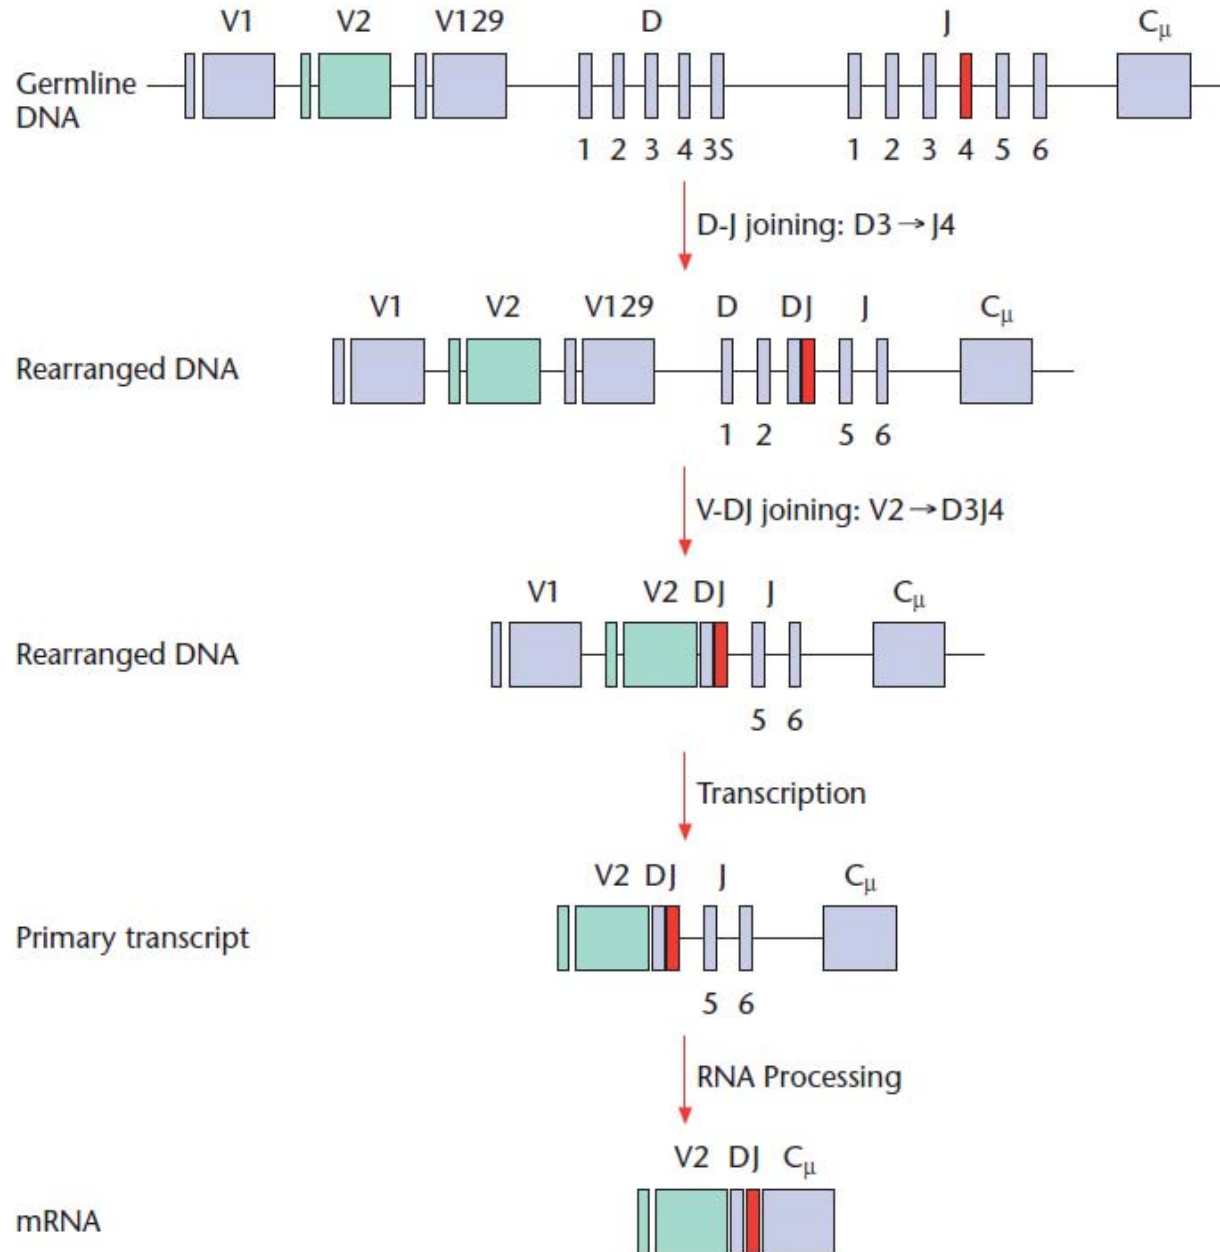 V1 V2 V129 D J Cμ
Germline
DNA
1 2 3 4 3S 1 2 3 4 5 6
D-J joining: D3→J4
V1 V2 V129 D DJ J Cμ
Rearranged DNA
1 2 5 6
V-DJ joining: V2→D3J4
V1 V2 DJ J Cμ
Rearranged DNA
5 6
Transcription
V2 DJ J Cμ
Primary transcript
5 6
RNA Processing
V2 DJ Cμ
mRNA